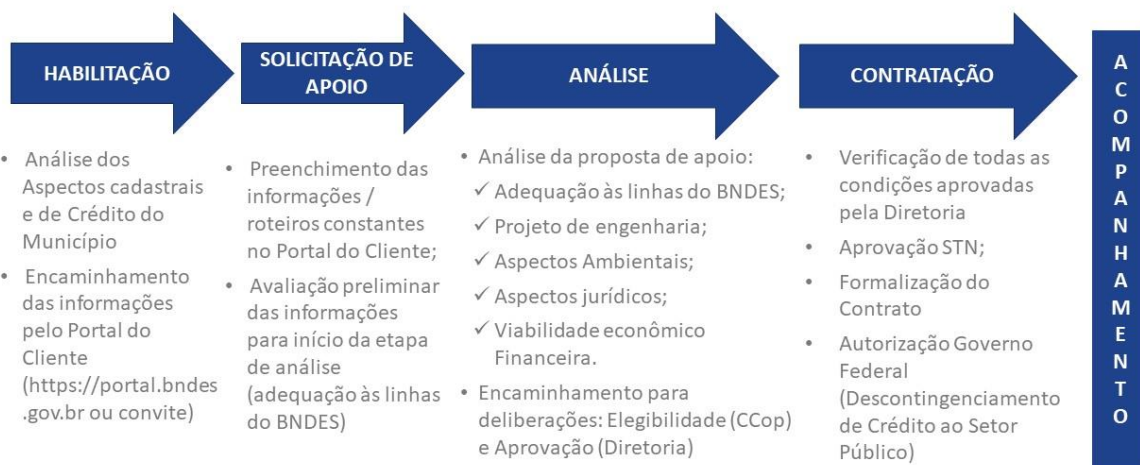 HABILITAÇÃO
• Análise dos
Aspectos cadastrais
e de Crédito do
Município
• Encaminhamento
das informações
pelo Portal do
Cliente
(https://portal.bndes
.gov.br ou convite)
SOLICITAÇÃO DE
APOIO
• Preenchimento das
informações /
roteiros constantes
no Portal do Cliente;
• Avaliação preliminar
das informações
para início da etapa
de análise
(adequação às linhas
do BNDES)
ANÁLISE
• Análise da proposta de apoio:
✓ Adequação às linhas do BNDES;
✓ Projeto de engenharia;
✓ Aspectos Ambientais;
✓ Aspectos jurídicos;
✓ Viabilidade econômico
Financeira.
• Encaminhamento para
deliberações: Elegibilidade (CCop)
e Aprovação (Diretoria)
CONTRATAÇÃO
• Verificação de todas as
condições aprovadas
pela Diretoria
• Aprovação STN;
• Formalização do
Contrato
• Autorização Governo
Federal
(Descontingenciamento
de Crédito ao Setor
Público)
ACOMPANHAMENTO